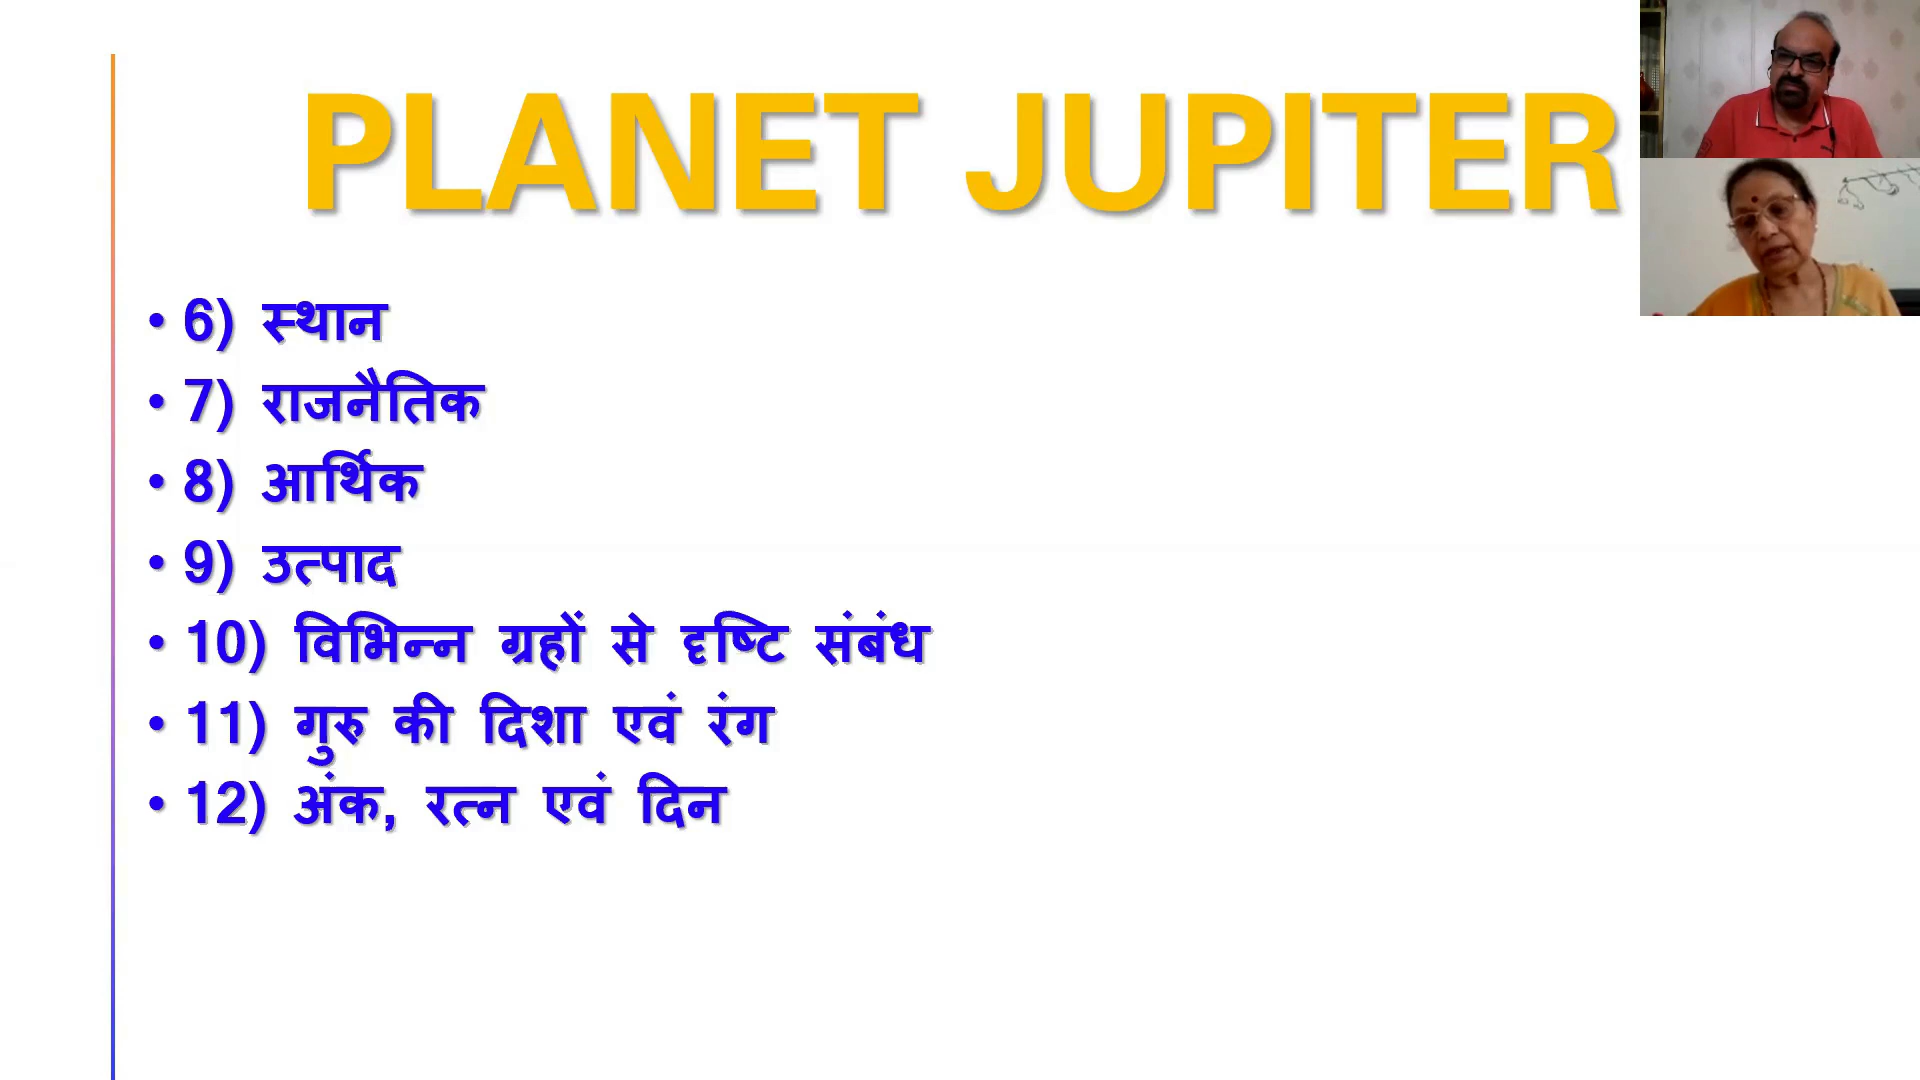 PLANET JUPITER
• 6) स्थान
• 7) राजनैतिक
• 8) आर्थिक
• 9) उत्पाद
• 10) विभिन्न ग्रहों से दृष्टि संबंध
• 11) गुरु की दिशा एवं रंग
• 12) अंक, रत्न एवं दिन